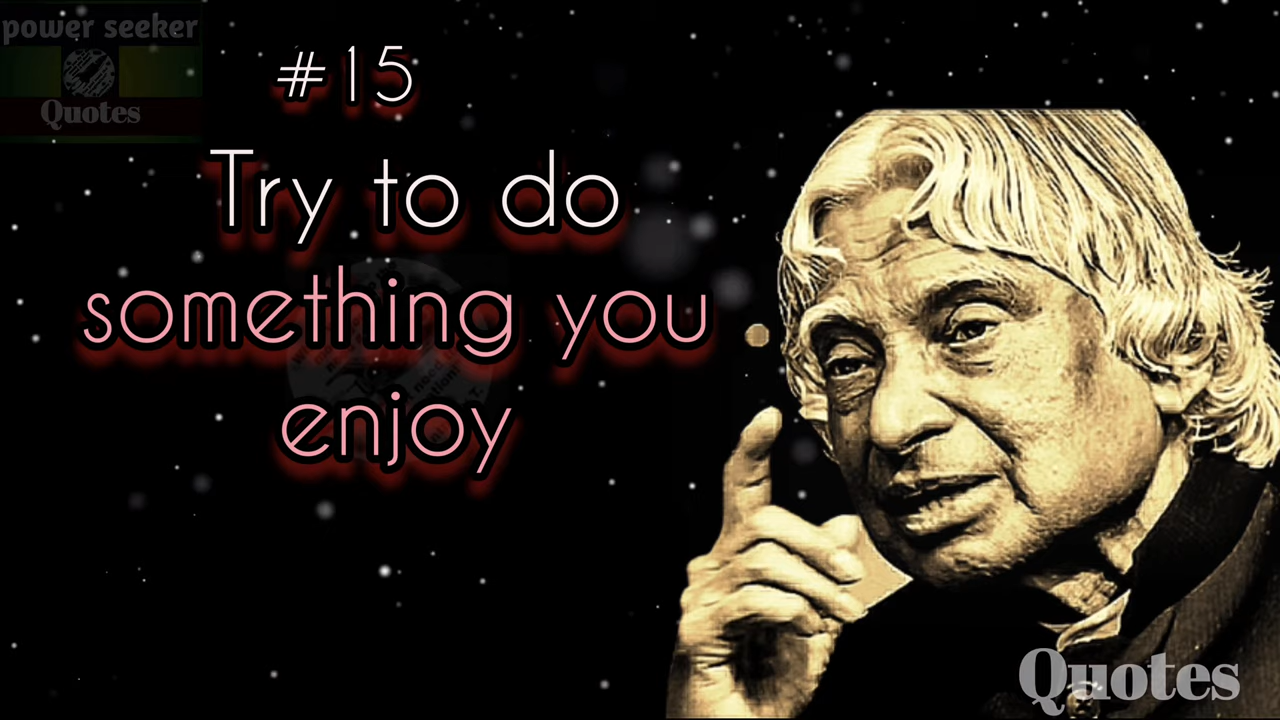 power seeker
Quotes
#15
Try to do
something you
enjoy
Quotes